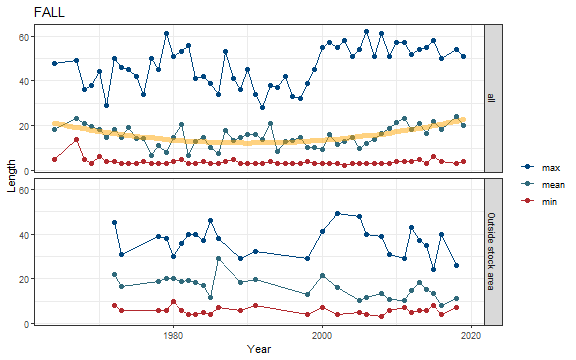 FALL
60
40
20
0
all
60
40
20
0
Outside stock area
Length
1980
2000
2020
Year
max
mean
min